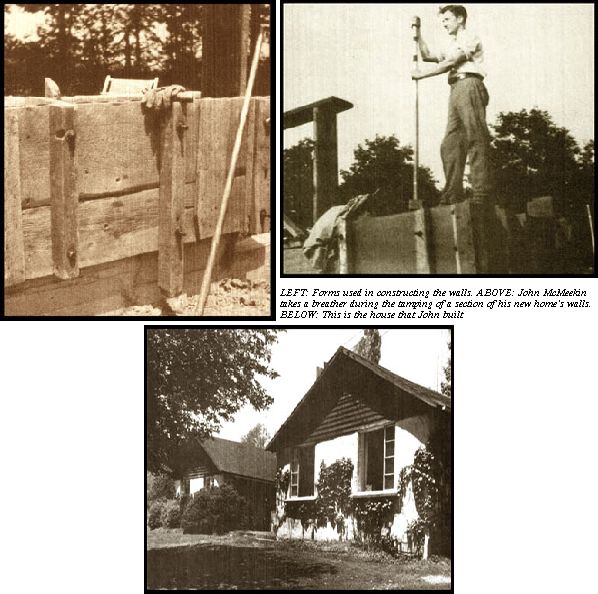 LEFT: Forms used in constructing the walls. ABOVE: John McMeekin
takes a breather during the tamping of a section of his new home's walls.
BELOW: This is the house that John built